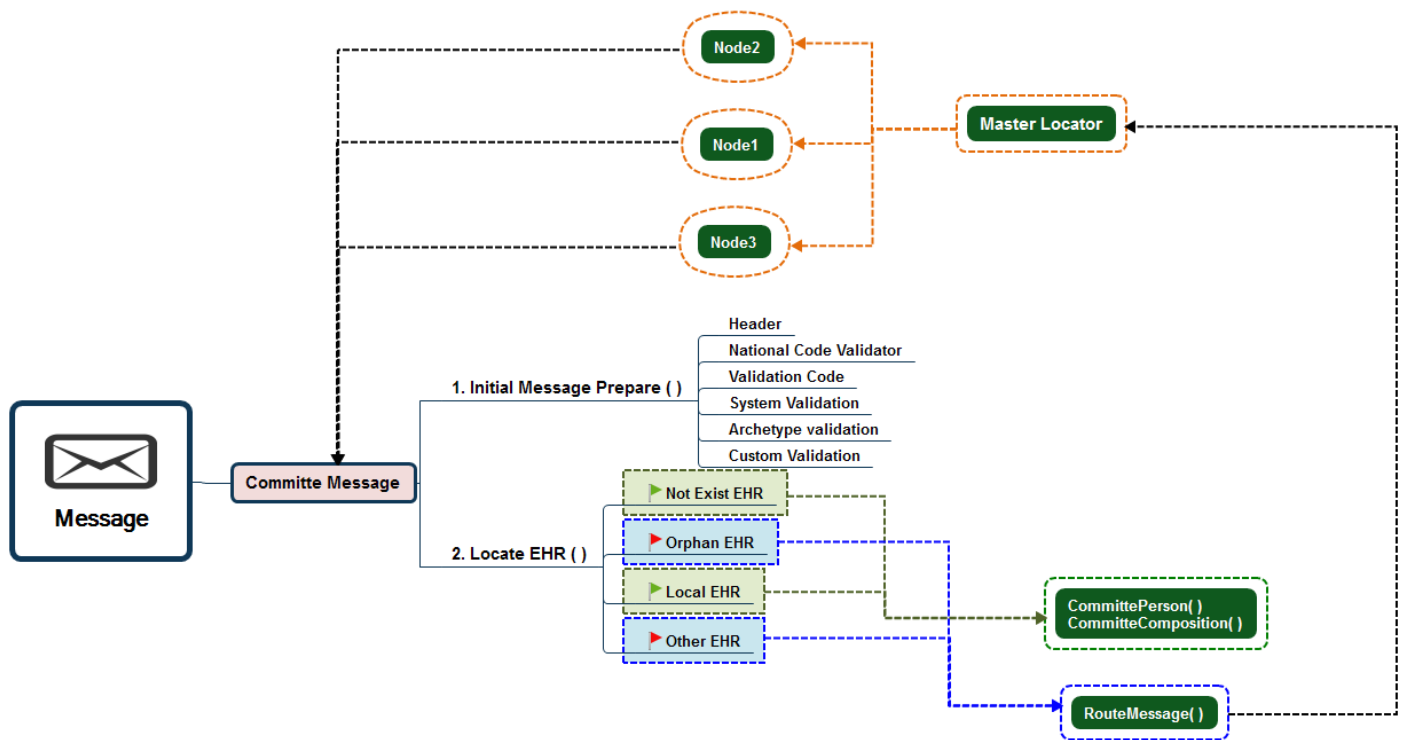 Node2
Master Locator
Node1
Node3
Header
National Code Validator
1. Initial Message Prepare ( )
Validation Code
System Validation
Archetype validation
Custom Validation
Message
Committe Message
2. Locate EHR ( )
Not Exist EHR
Orphan EHR
Local EHR
Other EHR
CommittePerson( )
CommitteComposition( )
RouteMessage( )